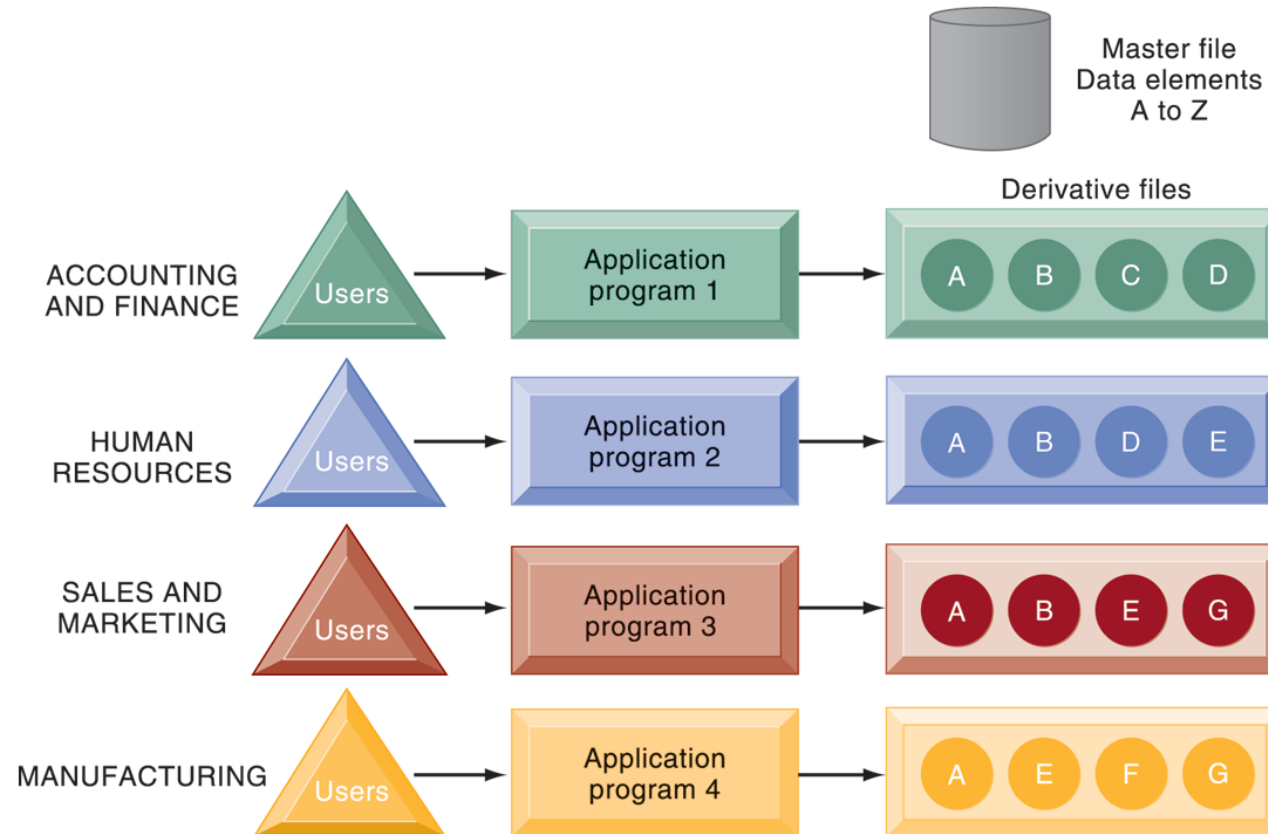 Master file
Data elements
A to Z
Derivative files
ACCOUNTING
AND FINANCE
Users
Application
program 1
A B C D
HUMAN
RESOURCES
Users
Application
program 2
A B D E
SALES AND
MARKETING
Users
Application
program 3
A B E G
MANUFACTURING
Users
Application
program 4
A E F G